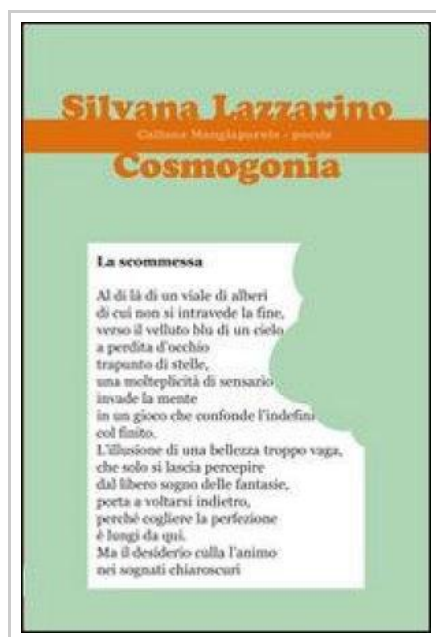 Silvana Lazzarino
Collana Mangiaparole - poesie
Cosmogonia
La scommessa
Al di là di un viale di alberi
di cui non si intravede la fine,
verso il velluto blu di un cielo
a perdita d'occhio
trapunto di stelle,
una molteplicità di sensazio
invade la mente
in un gioco che confonde l'indefini
col finito.
L'illusione di una bellezza troppo vaga,
che solo si lascia percepire
dal libero sogno delle fantasie,
porta a voltarsi indietro,
perché cogliere la perfezione
è lungi da qui.
Ma il desiderio culla l'animo
nei sognati chiaroscuri